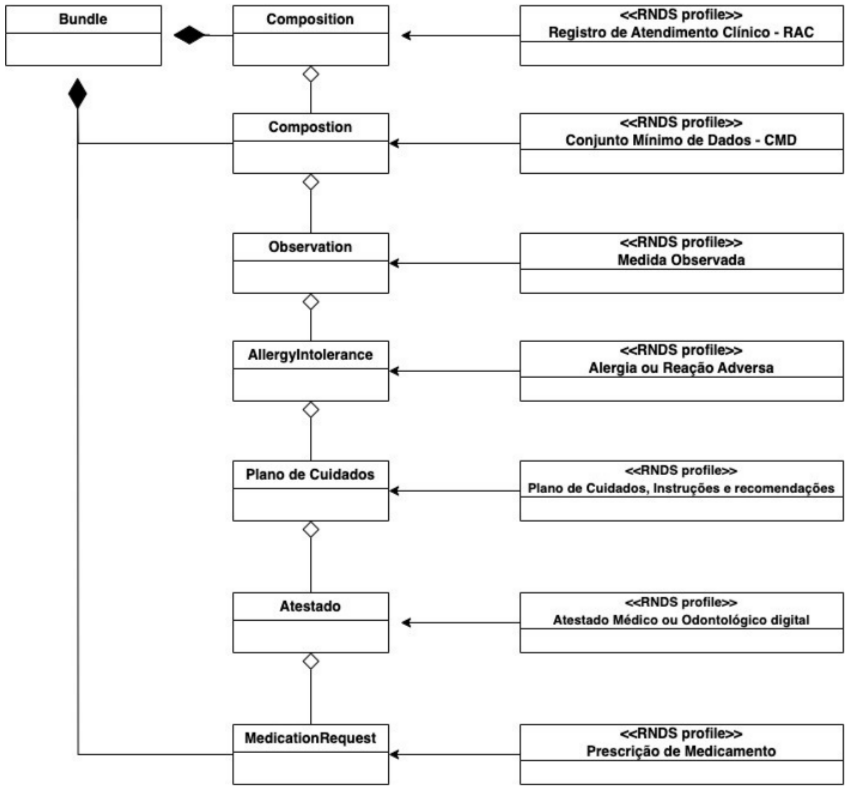 Bundle
Composition
<<RNDS profile>>
Registro de Atendimento Clínico - RAC
Compostion
<<RNDS profile>>
Conjunto Mínimo de Dados - CMD
Observation
<<RNDS profile>>
Medida Observada
AllergyIntolerance
<<RNDS profile>>
Alergia ou Reação Adversa
Plano de Cuidados
<<RNDS profile>>
Plano de Cuidados, Instruções e recomendações
Atestado
<<RNDS profile>>
Atestado Médico ou Odontológico digital
MedicationRequest
<<RNDS profile>>
Prescrição de Medicamento